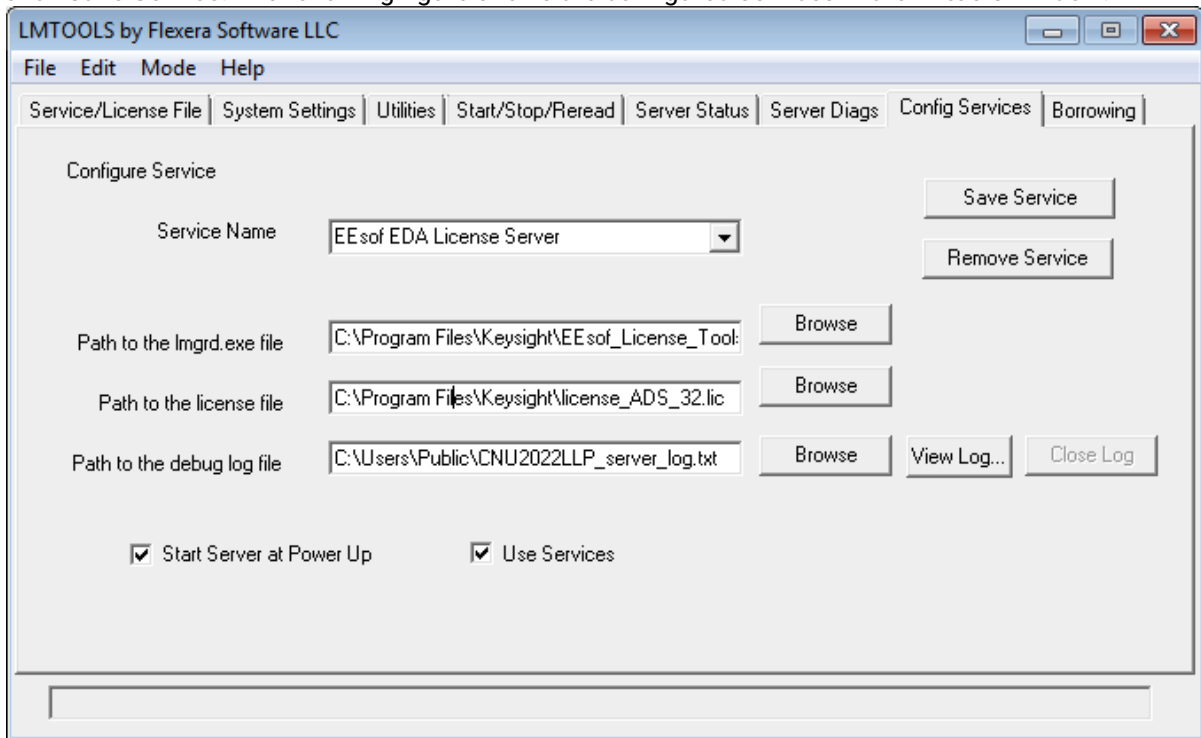 LMTOOLS by Flexera Software LLC
File Edit Mode Help
Service/License File System Settings Utilities Start/Stop/Reread Server Status Server Diags Config Services Borrowing
Configure Service
Save Service
Service Name EEsof EDA License Server
Remove Service
Path to the lmgrd.exe file C:\Program Files\Keysight\EEsof_License_Tool Browse
Path to the license file C:\Program Files\Keysight\license_ADS_32.lic Browse
Path to the debug log file C:\Users\Public\CNU2022LLP_server_log.txt Browse View Log... Close Log
Start Server at Power Up Use Services